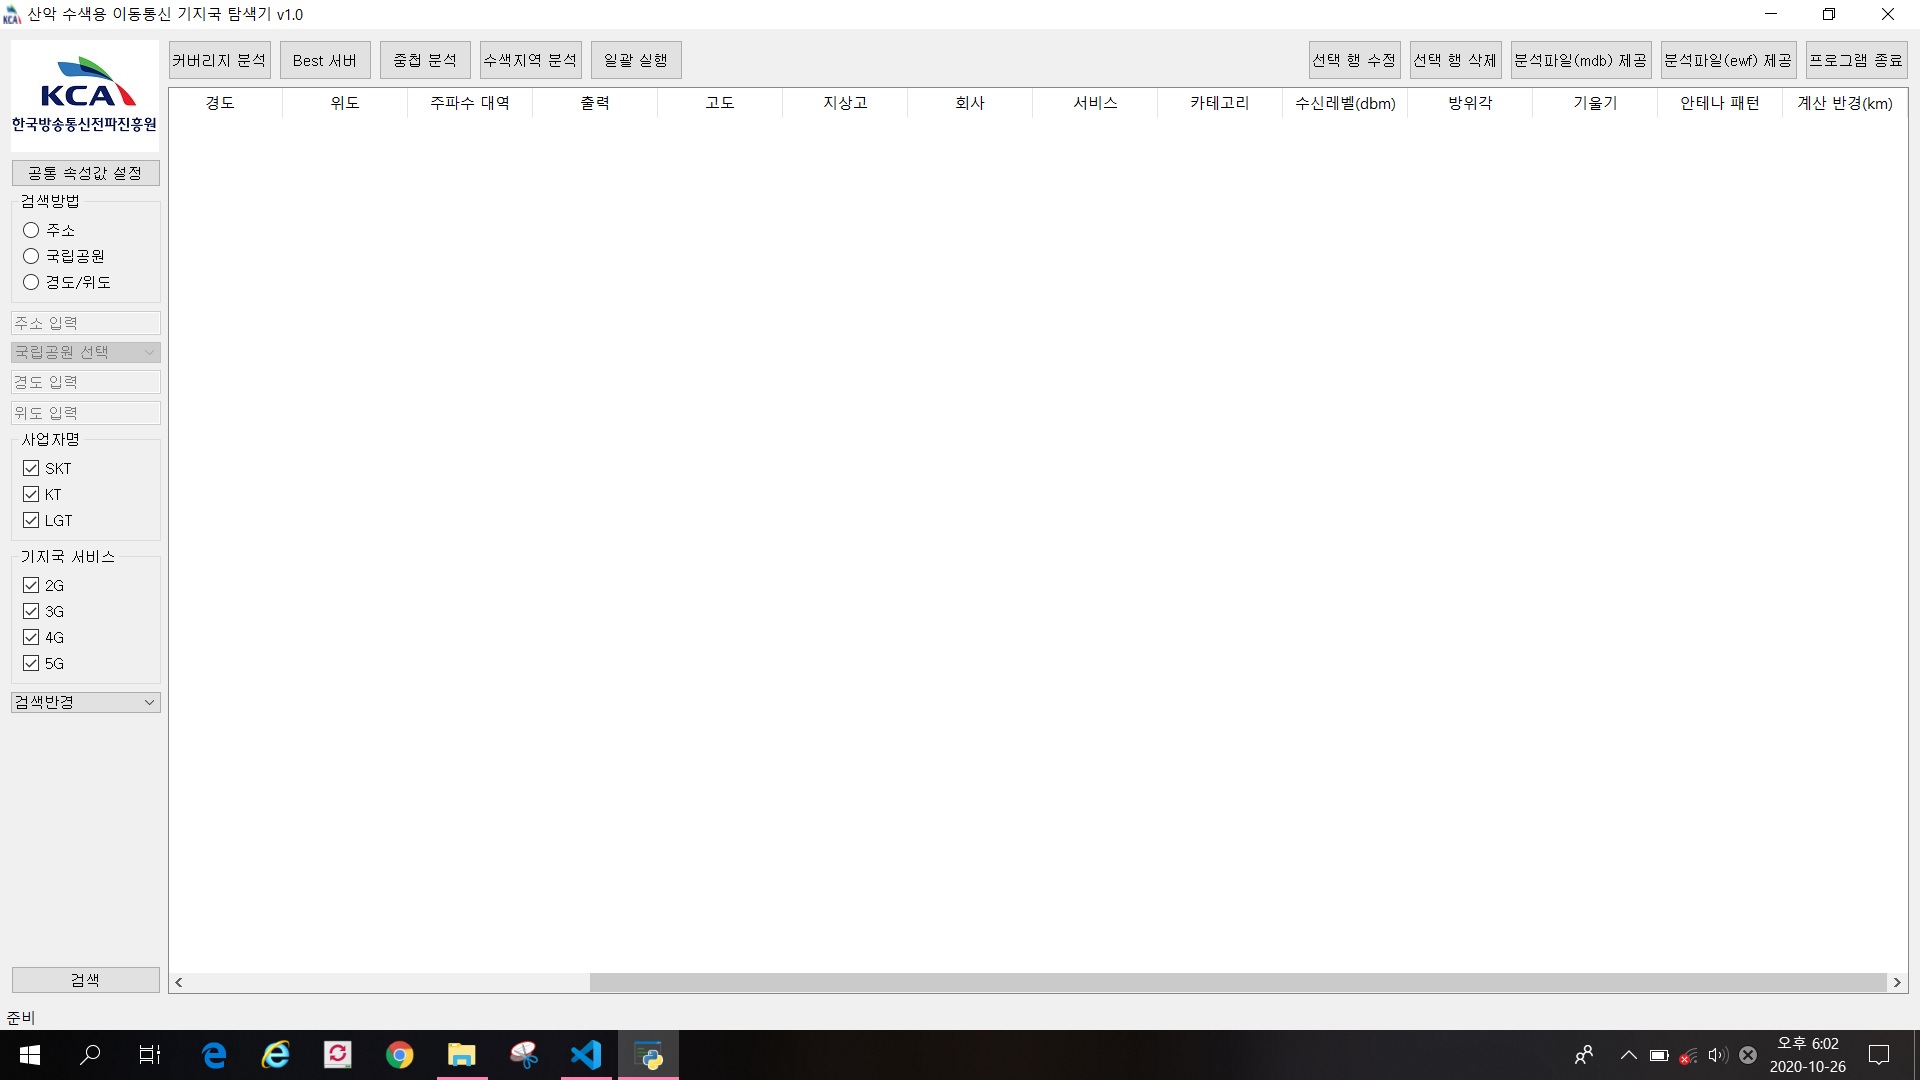 산악 수색용 이동통신 기지국 탐색기 v1.0
KCA
한국방송통신전파진흥원
커버리지 분석 Best 서버 중첩 분석 수색지역 분석 일괄 실행 선택 행 수정 선택 행 삭제 분석파일(mdb) 제공 분석파일(ewf) 제공 프로그램 종료
경도 위도 주파수 대역 출력 고도 지상고 회사 서비스 카테고리 수신레벨(dbm) 방위각 기울기 안테나 패턴 계산 반경(km)
공통 속성값 설정
검색방법
주소
국립공원
경도/위도
주소 입력
국립공원 선택
경도 입력
위도 입력
사업자명
SKT
KT
LGT
기지국 서비스
2G
3G
4G
5G
검색반경
검색
준비
오후 6:02
2020-10-26